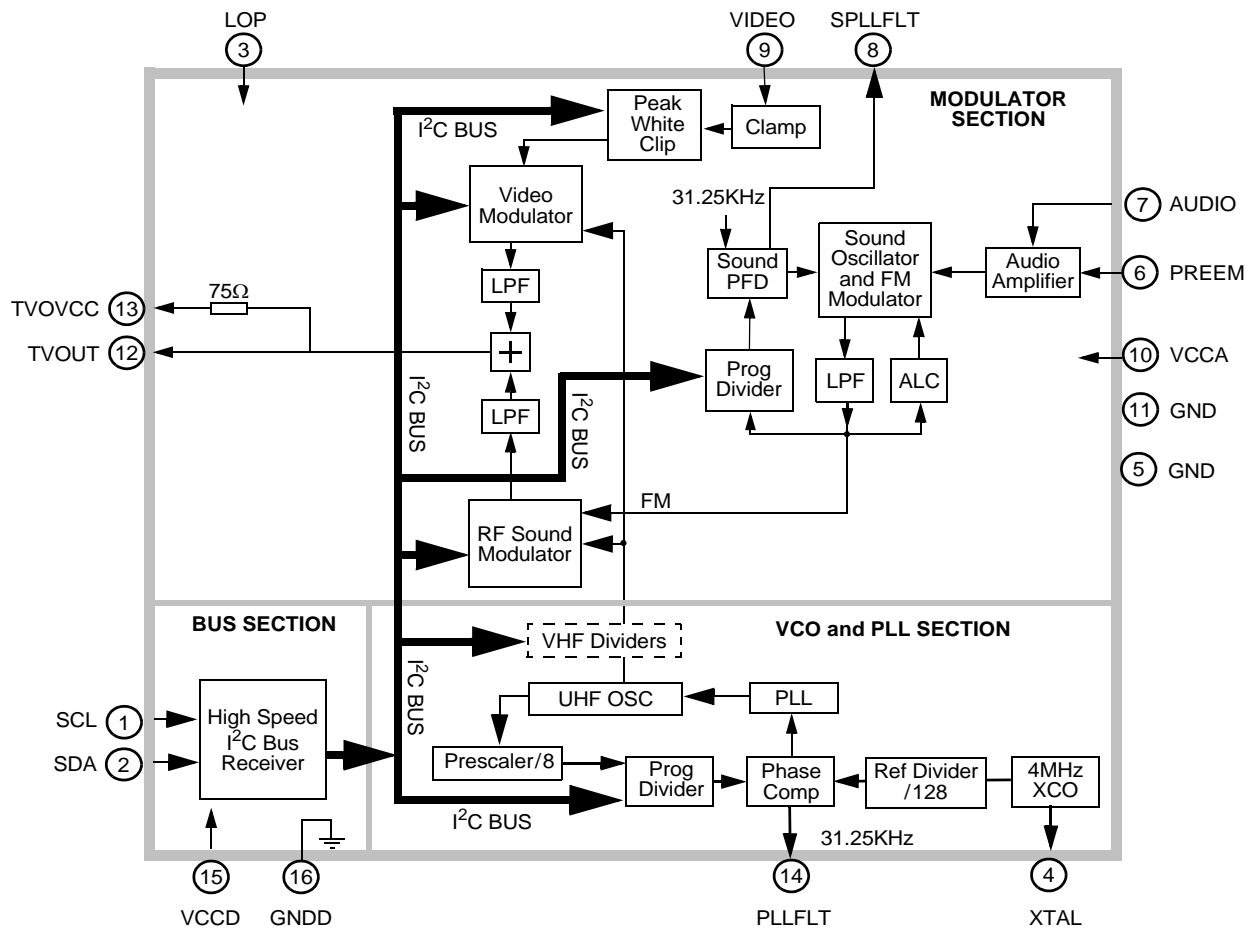 LOP
VIDEO
SPLLFLT
3
9
8
MODULATOR
SECTION
I²C BUS
Peak
White
Clip
Clamp
Video
Modulator
31.25KHz
7 AUDIO
Sound
PFD
Sound
Oscillator
and FM
Modulator
Audio
Amplifier
6 PREEM
LPF
75Ω
TVOVCC 13
TVOUT 12
+
10 VCCA
Prog
Divider
LPF
ALC
I²C BUS
I²C BUS
LPF
11 GND
5 GND
FM
RF Sound
Modulator
BUS SECTION
VCO and PLL SECTION
VHF Dividers
I²C BUS
UHF OSC
PLL
SCL 1
SDA 2
High Speed
I²C Bus
Receiver
Prescaler/8
Prog
Divider
Phase
Comp
Ref Divider
/128
4MHz
XCO
I²C BUS
31.25KHz
15
16
14
4
VCCD
GNDD
PLLFLT
XTAL